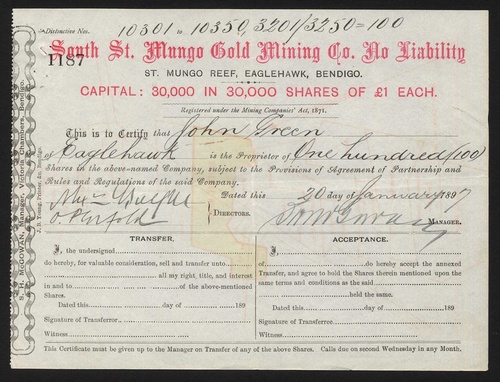 Distinctive Nos. 10301 to 10350, 3201/3250=100
South St. Mungo Gold Mining Co. No Liability
1187
ST. MUNGO REEF, EAGLEHAWK, BENDIGO.
CAPITAL: 30,000 IN 30,000 SHARES OF £1 EACH.
Registered under the Mining Companies' Act, 1871.
This is to Certify that John Green
of Eaglehawk is the Proprietor of One hundred (100)
Shares in the above-named Company, subject to the Provisions of Agreement of Partnership and
Rules and Regulations of the said Company.
Dated this 20 day of January 1897
DIRECTORS.
MANAGER.
S. H. McGOWAN, Manager, Victoria Chambers, Bendigo.
J. B. Young, Printer, &c. Bendigo.
TRANSFER.
I, the undersigned
do hereby, for valuable consideration, sell and transfer unto
all my right, title, and interest
in and to of the above-mentioned
Shares.
Dated this day of 189
Signature of Transferror
Witness
ACCEPTANCE.
I,
of do hereby accept the annexed
Transfer, and agree to hold the Shares therein mentioned upon the
same terms and conditions as the said
held the same.
Dated this day of 189
Signature of Transferree
Witness
This Certificate must be given up to the Manager on Transfer of any of the above Shares. Calls due on second Wednesday in any Month.